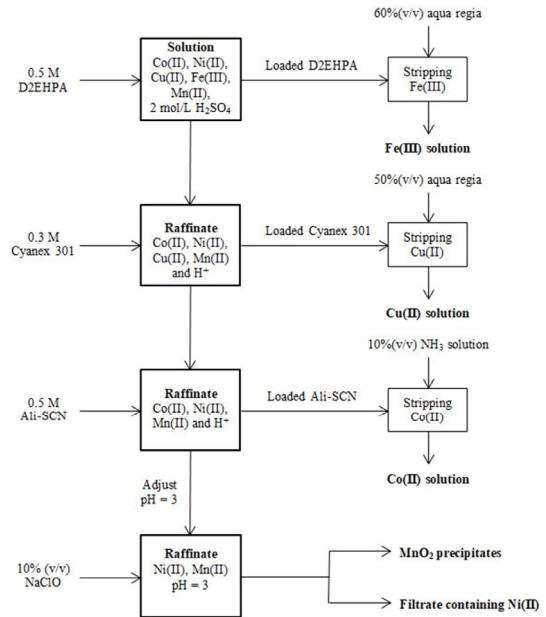 60%(v/v) aqua regia
0.5 M
D2EHPA
Solution
Co(II), Ni(II),
Cu(II), Fe(III),
Mn(II),
2 mol/L H₂SO₄
Loaded D2EHPA
Stripping
Fe(III)
Fe(III) solution
50%(v/v) aqua regia
0.3 M
Cyanex 301
Raffinate
Co(II), Ni(II),
Cu(II), Mn(II)
and H⁺
Loaded Cyanex 301
Stripping
Cu(II)
Cu(II) solution
10%(v/v) NH₃ solution
0.5 M
Ali-SCN
Raffinate
Co(II), Ni(II),
Mn(II) and H⁺
Loaded Ali-SCN
Stripping
Co(II)
Co(II) solution
Adjust
pH = 3
10% (v/v)
NaClO
Raffinate
Ni(II), Mn(II)
pH = 3
MnO₂ precipitates
Filtrate containing Ni(II)